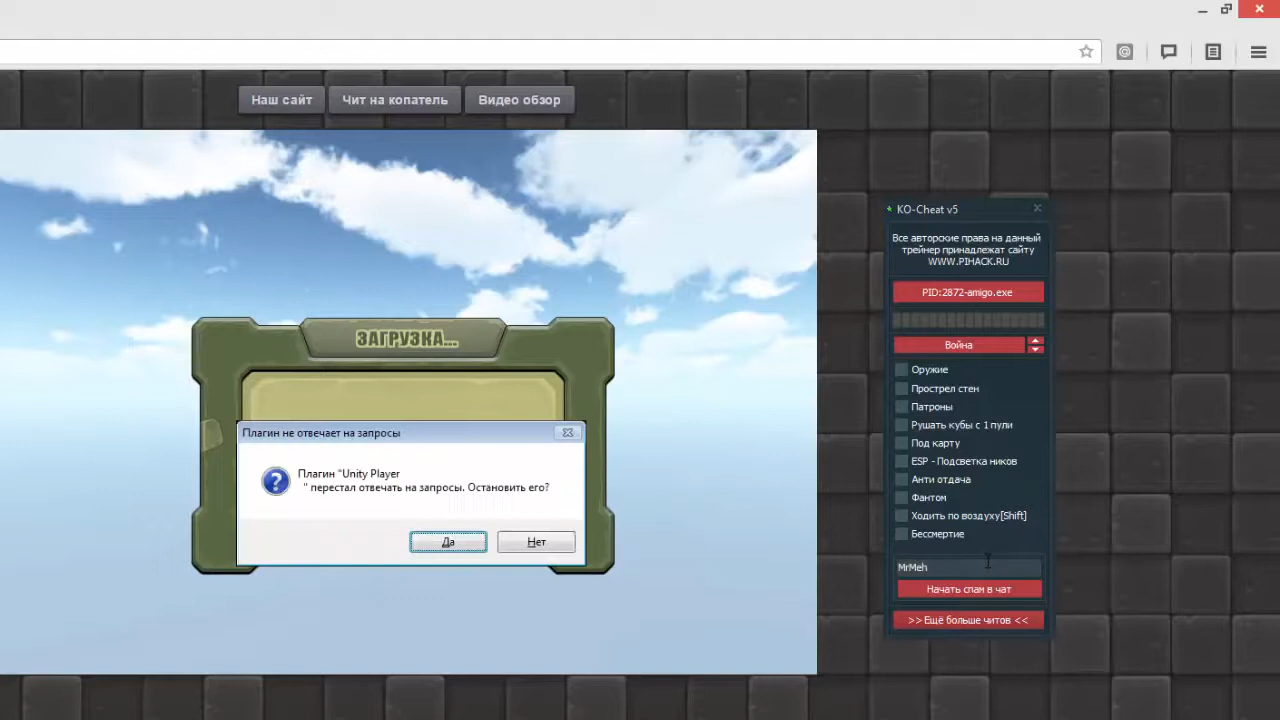 Наш сайт
Чит на копатель
Видео обзор
KO-Cheat v5
Все авторские права на данный
трейнер принадлежат сайту
WWW.PIHACK.RU
PID:2872-amigo.exe
Война
Оружие
Прострел стен
Патроны
Рушать кубы с 1 пули
Под карту
ESP - Подсветка ников
Анти отдача
Фантом
Ходить по воздуху[Shift]
Бессмертие
MrMeh
Начать спам в чат
>> Ещё больше читов <<
ЗАГРУЗКА...
Плагин не отвечает на запросы
Плагин "Unity Player
" перестал отвечать на запросы. Остановить его?
Да
Нет